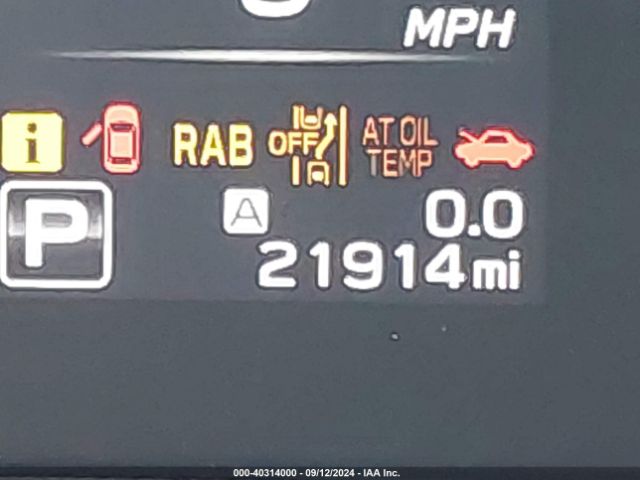 MPH
i RAB OFF AT OIL
TEMP
P A 0.0
21914mi
000-40314000 - 09/12/2024 - IAA Inc.